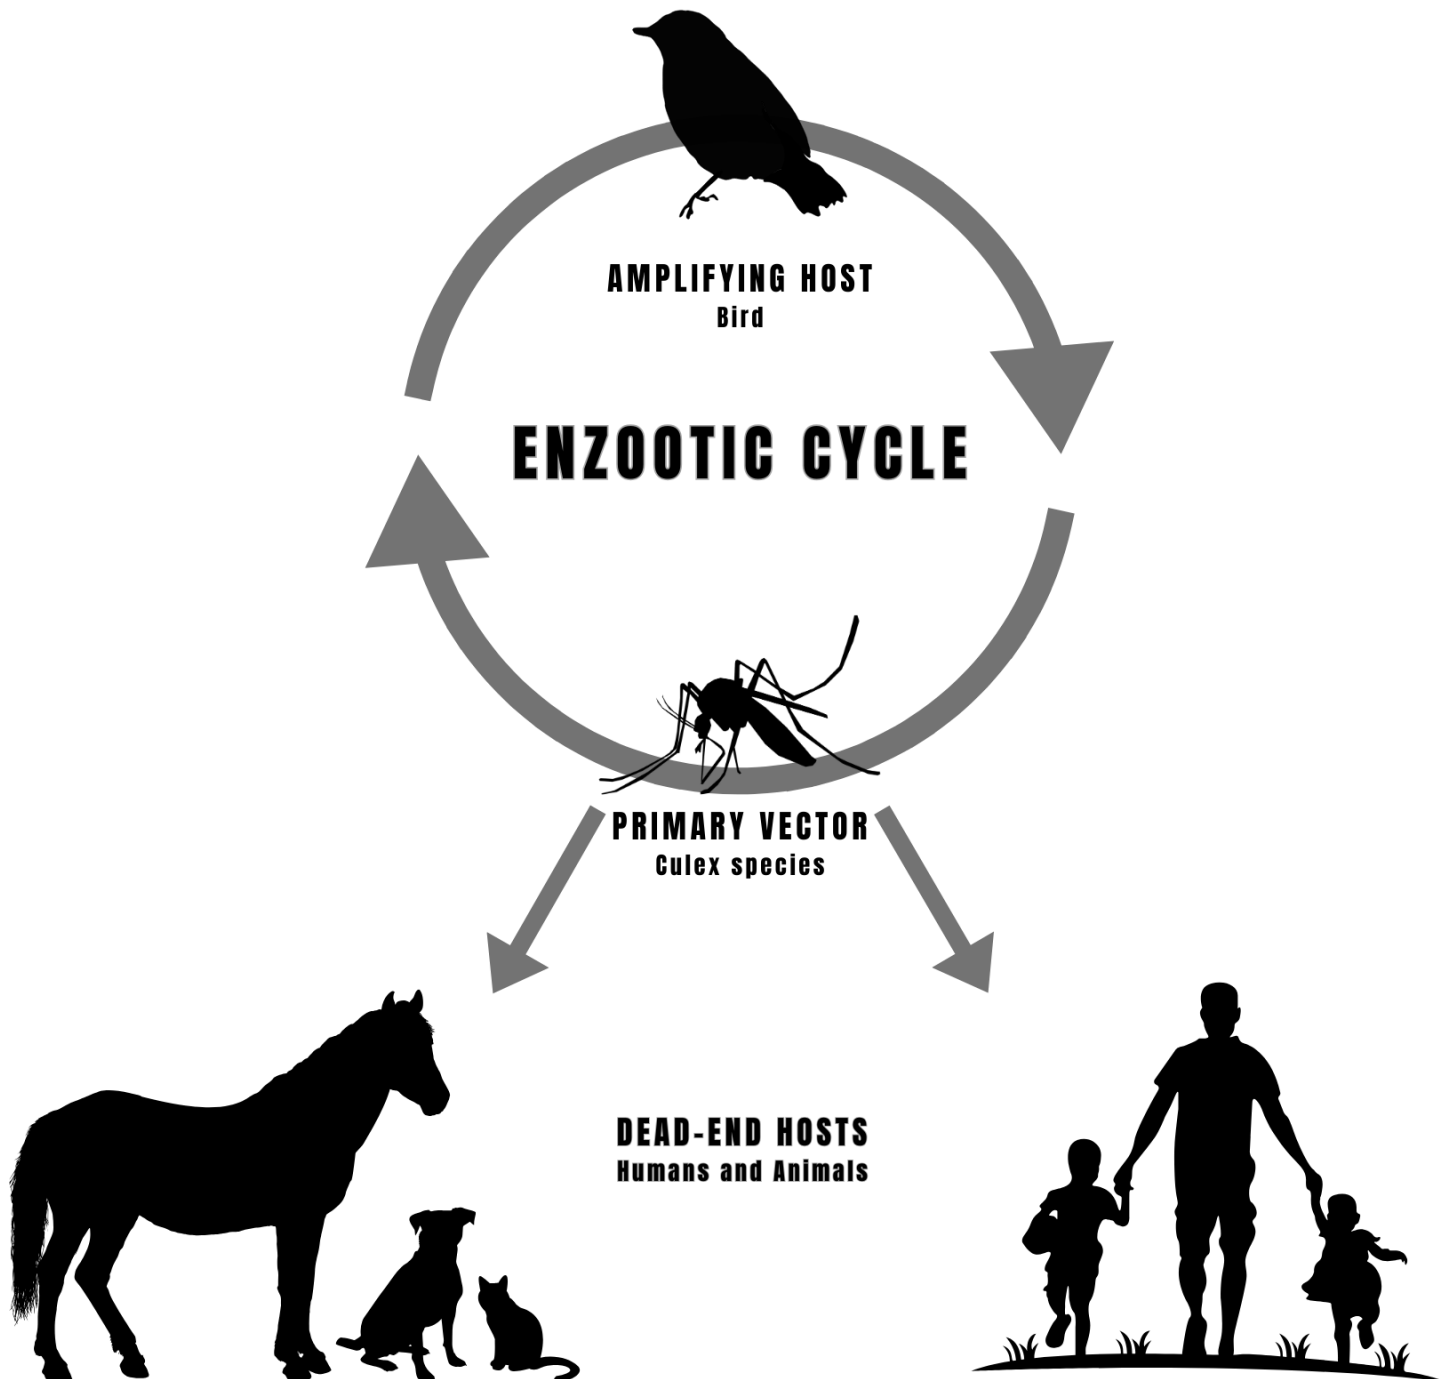 AMPLIFYING HOST
Bird
ENZOOTIC CYCLE
PRIMARY VECTOR
Culex species
DEAD-END HOSTS
Humans and Animals